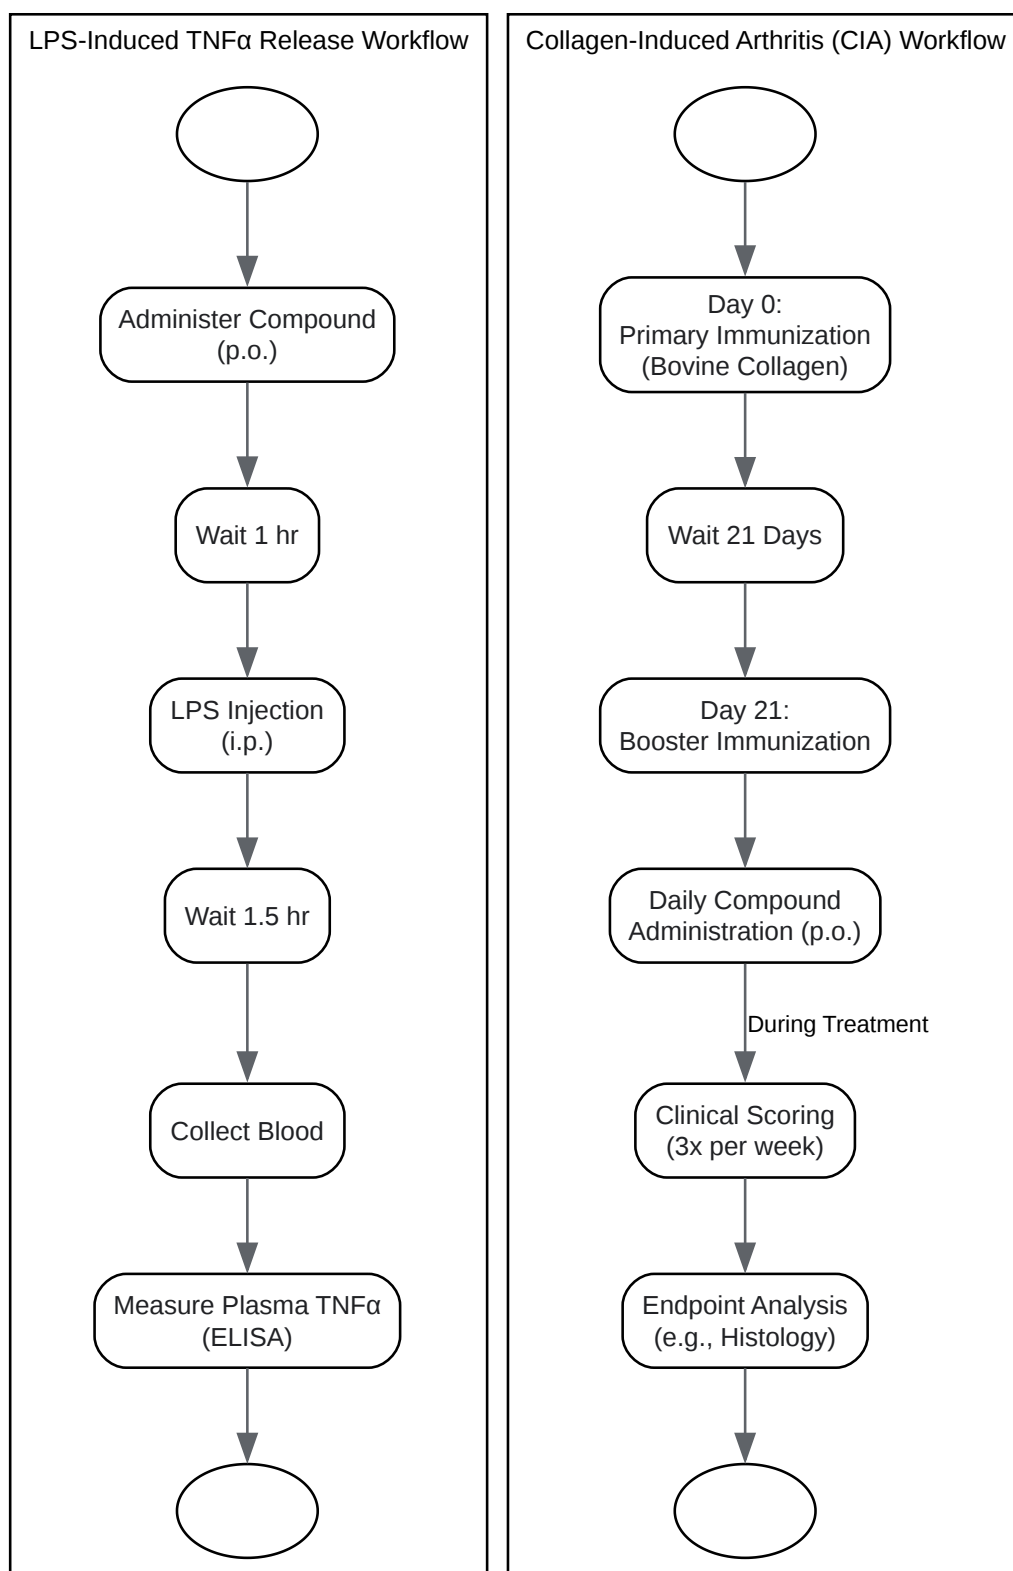 LPS-Induced TNFα Release Workflow
Administer Compound
(p.o.)
Wait 1 hr
LPS Injection
(i.p.)
Wait 1.5 hr
Collect Blood
Measure Plasma TNFα
(ELISA)
Collagen-Induced Arthritis (CIA) Workflow
Day 0:
Primary Immunization
(Bovine Collagen)
Wait 21 Days
Day 21:
Booster Immunization
Daily Compound
Administration (p.o.)
During Treatment
Clinical Scoring
(3x per week)
Endpoint Analysis
(e.g., Histology)